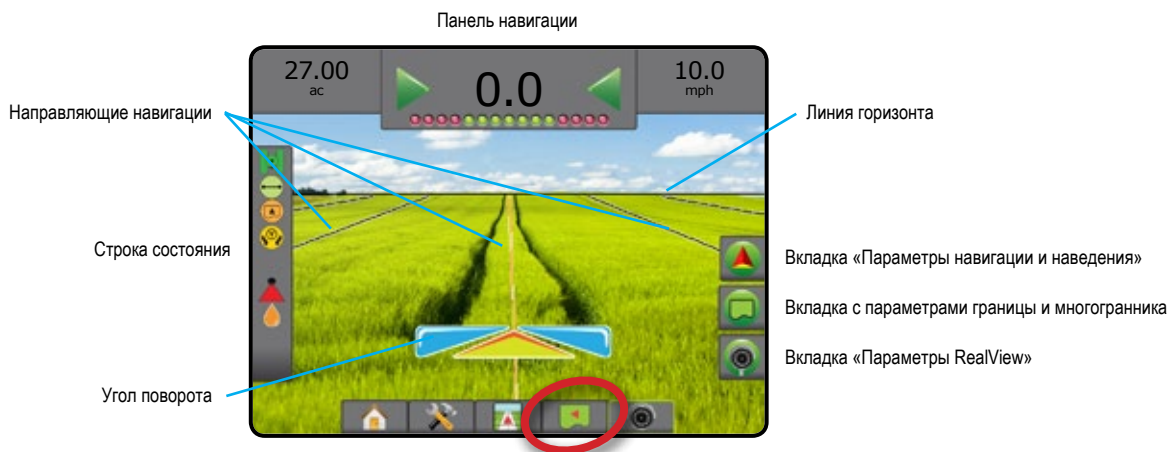 Панель навигации
27.00
ac
0.0
10.0
mph
Направляющие навигации
Линия горизонта
Строка состояния
Вкладка «Параметры навигации и наведения»
Вкладка с параметрами границы и многогранника
Вкладка «Параметры RealView»
Угол поворота